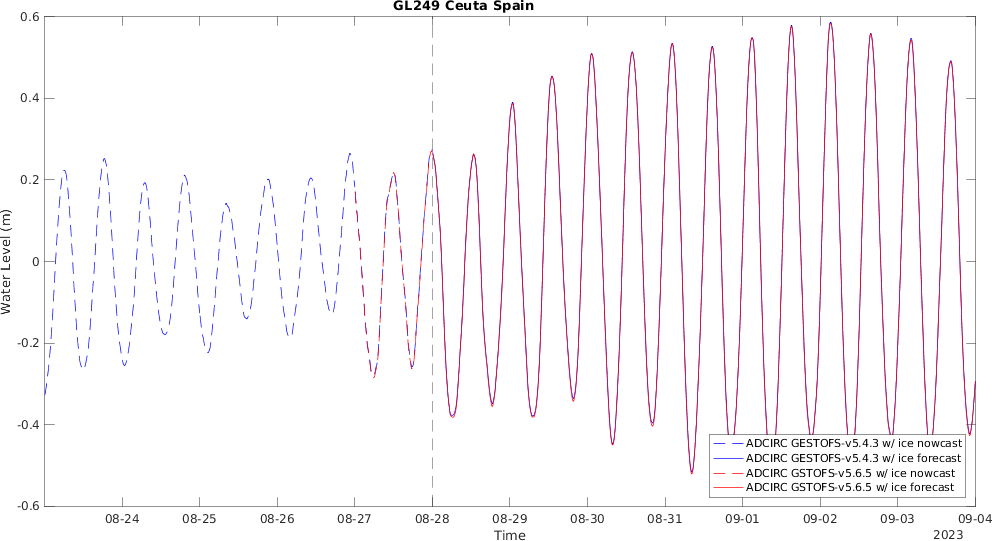 GL249 Ceuta Spain
Water Level (m)
0.6
0.4
0.2
0
-0.2
-0.4
-0.6
ADCIRC GESTOFS-v5.4.3 w/ ice nowcast
ADCIRC GESTOFS-v5.4.3 w/ ice forecast
ADCIRC GSTOFS-v5.6.5 w/ ice nowcast
ADCIRC GSTOFS-v5.6.5 w/ ice forecast
08-24 08-25 08-26 08-27 08-28 08-29 08-30 08-31 09-01 09-02 09-03 09-04
Time
2023